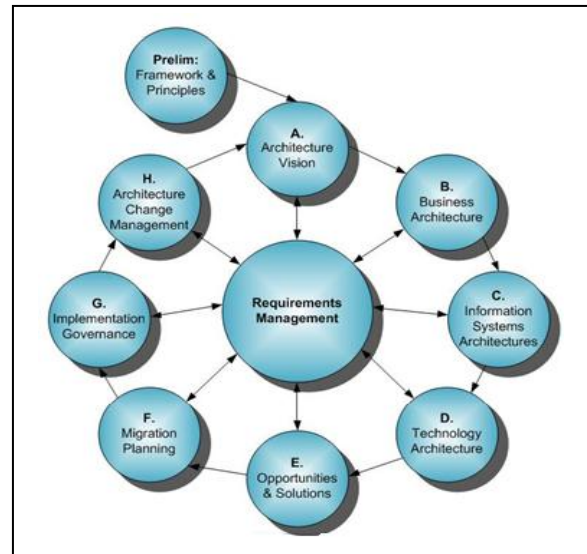 Prelim:
Framework &
Principles
A.
Architecture
Vision
B.
Business
Architecture
C.
Information
Systems
Architectures
D.
Technology
Architecture
E.
Opportunities
& Solutions
F.
Migration
Planning
G.
Implementation
Governance
H.
Architecture
Change
Management
Requirements
Management